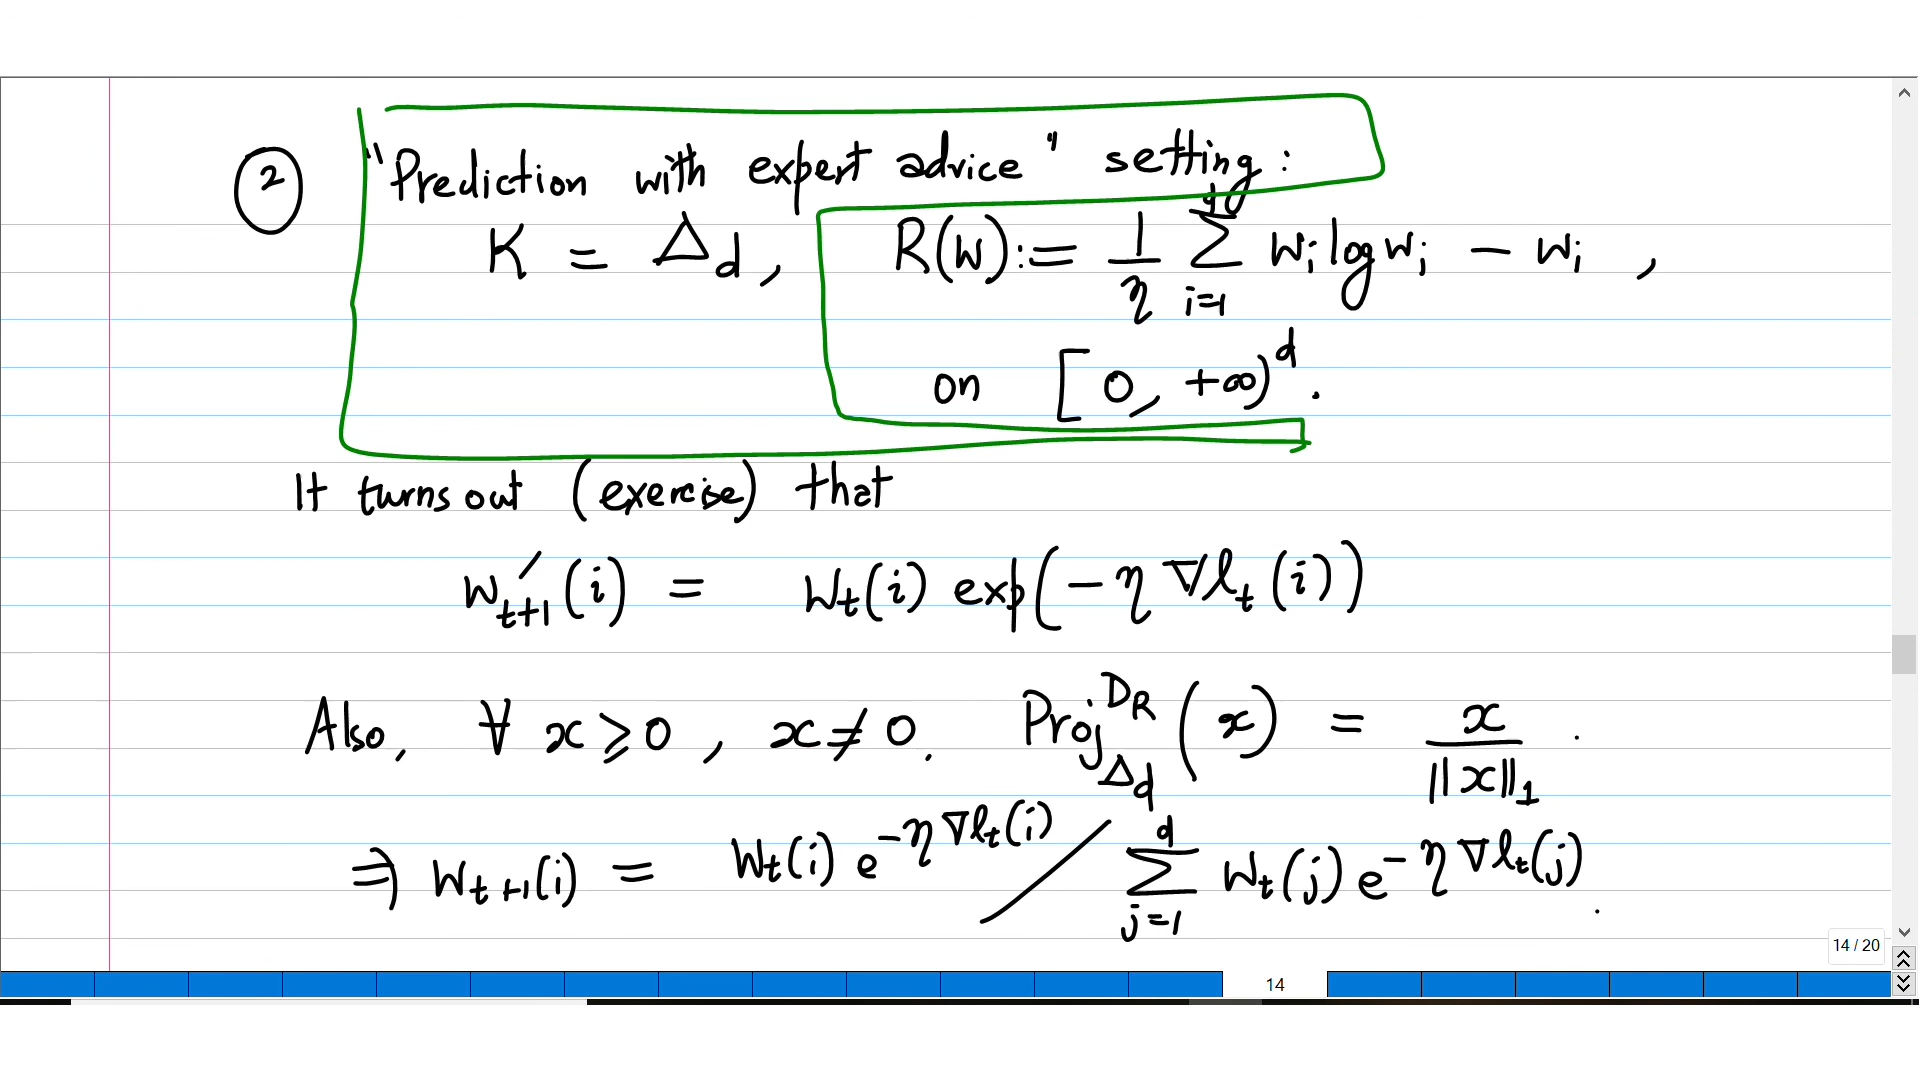 ② "Prediction with expert advice" setting:
K = Δ_d, R(w) := 1/η ∑_{i=1}^{d} w_i log w_i − w_i ,
on [0, +∞)^d.
It turns out (exercise) that
w'_{t+1}(i) = w_t(i) exp(−η ∇l_t(i))
Also, ∀ x ⩾ 0, x ≠ 0. Proj_{Δ_d}^{D_R}(x) = x / ‖x‖_1 .
⇒ w_{t+1}(i) = w_t(i) e^{−η ∇l_t(i)} / ∑_{j=1}^{d} w_t(j) e^{−η ∇l_t(j)} .
14 / 20
14